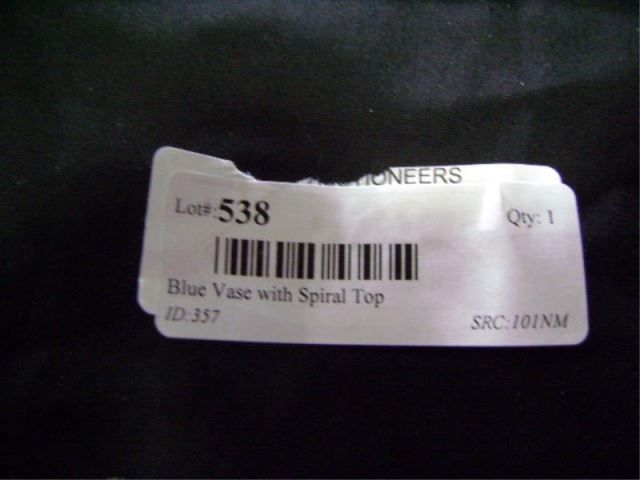 Lot#:538
Qty: 1
Blue Vase with Spiral Top
ID:357
SRC:101NM